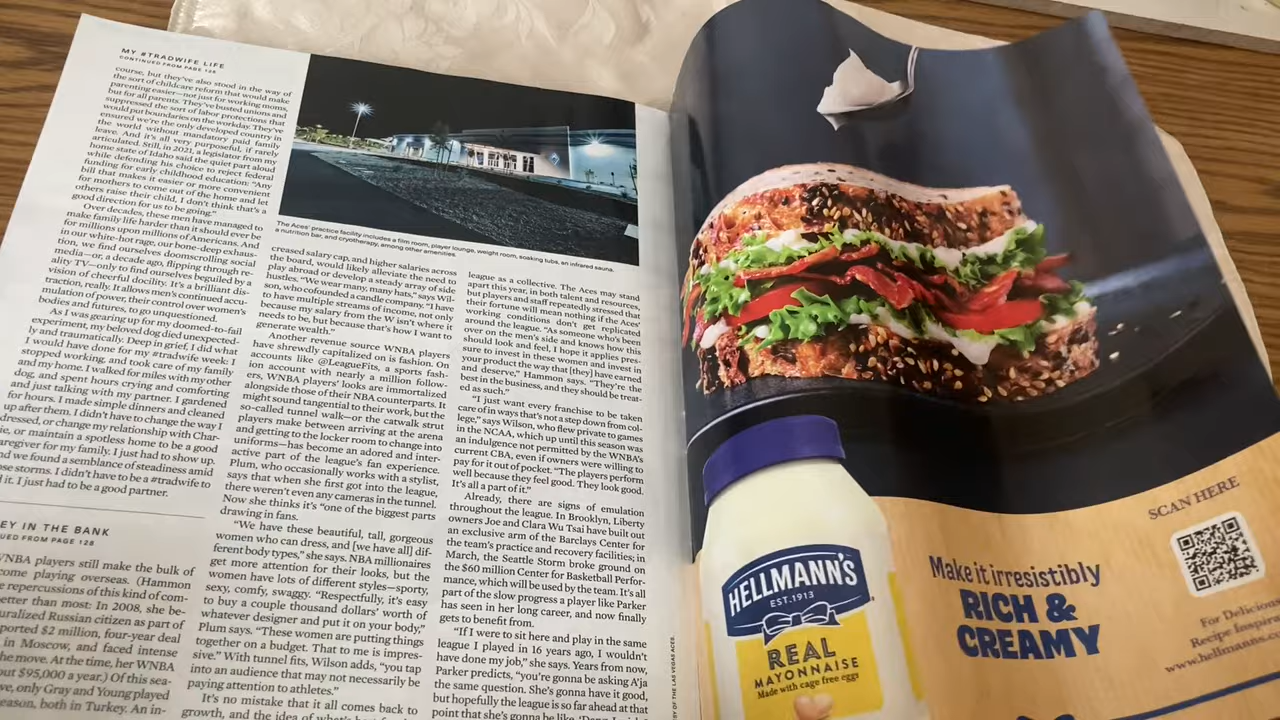 MY #TRADWIFE LIFE
CONTINUED FROM PAGE 128
course, but they've also stood in the way of
the sort of childcare reform that would make
parenting easier—not just for working moms,
but for all parents. They've busted unions and
suppressed the sort of labor protections that
would put boundaries on the workday. They've
ensured we're the only developed country in
the world without mandatory paid family
leave. And it's all very purposeful, if rarely
articulated. Still, in 2021, a legislator from my
home state of Idaho said the quiet part aloud
while defending his choice to reject federal
funding for early childhood education: "Any
bill that makes it easier or more convenient
for mothers to come out of the home and let
others raise their child, I don't think that's a
good direction for us to be going."
Over decades, these men have managed to
make family life harder than it should ever be
for millions upon millions of Americans. And
in our white-hot rage, our bone-deep exhaus-
tion, we find ourselves doomscrolling social
media—or, a decade ago, flipping through re-
ality TV—only to find ourselves beguiled by a
vision of cheerful docility. It's a brilliant dis-
traction, really. It allows men's continued accu-
mulation of power, their control over women's
bodies and futures, to go unquestioned.
As I was gearing up for my doomed-to-fail
experiment, my beloved dog died unexpected-
ly and traumatically. Deep in grief, I did what
I would have done for my #tradwife week: I
stopped working, and took care of my family
and my home. I walked for miles with my other
dog, and spent hours crying and comforting
and just talking with my partner. I gardened
for hours. I made simple dinners and cleaned
up after them. I didn't have to change the way I
dressed, or change my relationship with Char-
ie, or maintain a spotless home to be a good
aregiver for my family. I just had to show up,
nd we found a semblance of steadiness amid
ose storms. I didn't have to be a #tradwife to
l it. I just had to be a good partner.
EY IN THE BANK
UED FROM PAGE 128
WNBA players still make the bulk of
come playing overseas. (Hammon
e repercussions of this kind of com-
etter than most: In 2008, she be-
uralized Russian citizen as part of
ported $2 million, four-year deal
in Moscow, and faced intense
he move. At the time, her WNBA
out $95,000 a year.) Of this sea-
ve, only Gray and Young played
eason, both in Turkey. An in-
The Aces' practice facility includes a film room, player lounge, weight room, soaking tubs, an infrared sauna,
a nutrition bar, and cryotherapy, among other amenities.
creased salary cap, and higher salaries across
the board, would likely alleviate the need to
play abroad or develop a steady array of side
hustles. "We wear many, many hats," says Wil-
son, who cofounded a candle company. "I have
to have multiple streams of income, not only
because my salary from the W isn't where it
needs to be, but because that's how I want to
generate wealth."
Another revenue source WNBA players
have shrewdly capitalized on is fashion. On
accounts like LeagueFits, a sports fash-
ion account with nearly a million follow-
ers, WNBA players' looks are immortalized
alongside those of their NBA counterparts. It
might sound tangential to their work, but the
so-called tunnel walk—or the catwalk strut
players make between arriving at the arena
and getting to the locker room to change into
uniforms—has become an adored and inter-
active part of the league's fan experience.
Plum, who occasionally works with a stylist,
says that when she first got into the league,
there weren't even any cameras in the tunnel.
Now she thinks it's "one of the biggest parts
drawing in fans.
"We have these beautiful, tall, gorgeous
women who can dress, and [we have all] dif-
ferent body types," she says. NBA millionaires
get more attention for their looks, but the
women have lots of different styles—sporty,
sexy, comfy, swaggy. "Respectfully, it's easy
to buy a couple thousand dollars' worth of
whatever designer and put it on your body,"
Plum says. "These women are putting things
together on a budget. That to me is impres-
sive." With tunnel fits, Wilson adds, "you tap
into an audience that may not necessarily be
paying attention to athletes."
It's no mistake that it all comes back to
growth, and the idea of
league as a collective. The Aces may stand
apart this year, in both talent and resources,
but players and staff repeatedly stressed that
their fortune will mean nothing if the Aces'
working conditions don't get replicated
around the league. "As someone who's been
over on the men's side and knows how this
should look and feel, I hope it applies pres-
sure to invest in these women and invest in
your product the way that [they] have earned
and deserve," Hammon says. "They're the
best in the business, and they should be treat-
ed as such."
"I just want every franchise to be taken
care of in ways that's not a step down from col-
lege," says Wilson, who flew private to games
in the NCAA, which up until this season was
an indulgence not permitted by the WNBA's
current CBA, even if owners were willing to
pay for it out of pocket. "The players perform
well because they feel good. They look good.
It's all a part of it."
Already, there are signs of emulation
throughout the league. In Brooklyn, Liberty
owners Joe and Clara Wu Tsai have built out
an exclusive arm of the Barclays Center for
the team's practice and recovery facilities; in
March, the Seattle Storm broke ground on
the $60 million Center for Basketball Perfor-
mance, which will be used by the team. It's all
part of the slow progress a player like Parker
has seen in her long career, and now finally
gets to benefit from.
"If I were to sit here and play in the same
league I played in 16 years ago, I wouldn't
have done my job," she says. Years from now,
Parker predicts, "you're gonna be asking A'ja
the same question. She's gonna have it good,
but hopefully the league is so far ahead at that
point that she's gonna be like,
SY OF THE LAS VEGAS ACES.
HELLMANN'S
EST. 1913
REAL
MAYONNAISE
Made with cage free eggs
Make it irresistibly
RICH &
CREAMY
SCAN HERE
For Delicious
Recipe Inspira
www.hellmanns.c